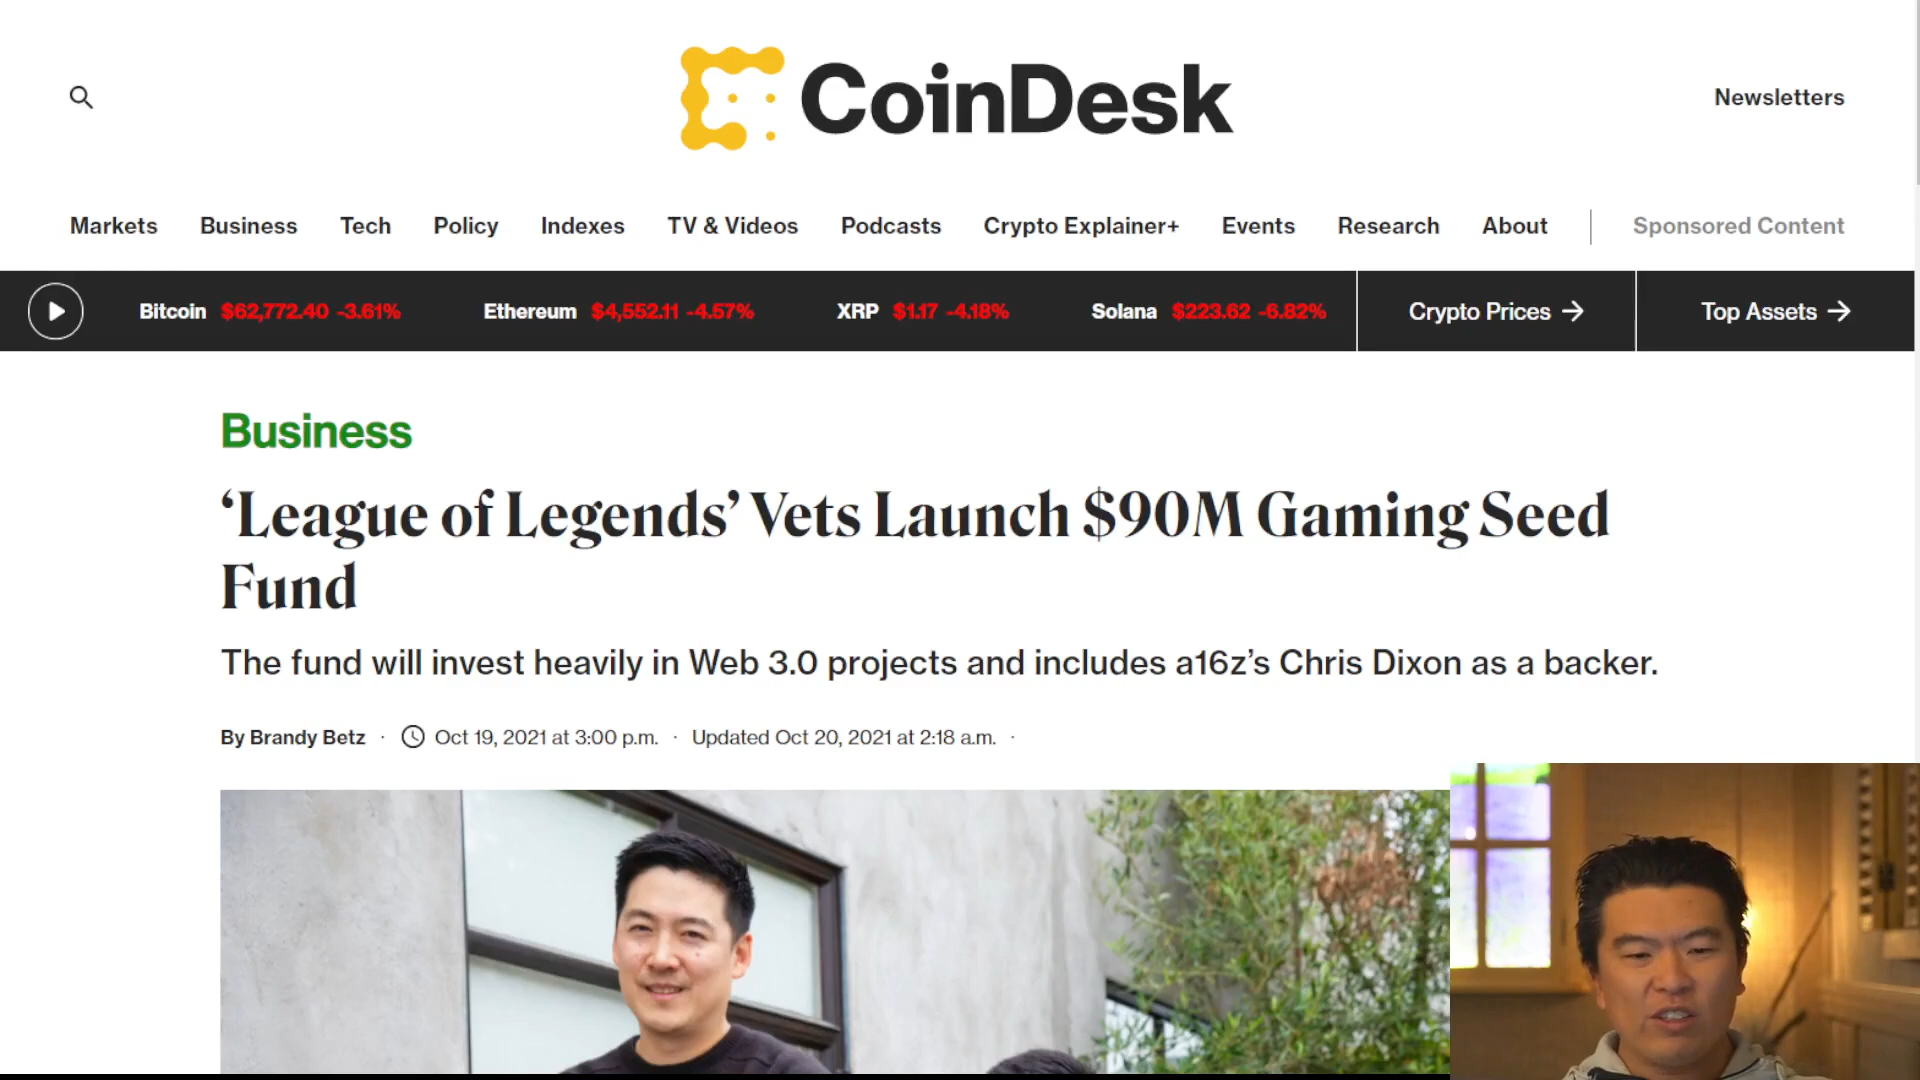 CoinDesk
Newsletters
Markets Business Tech Policy Indexes TV & Videos Podcasts Crypto Explainer+ Events Research About Sponsored Content
Bitcoin $62,772.40 -3.61% Ethereum $4,552.11 -4.57% XRP $1.17 -4.18% Solana $223.62 -6.82% Crypto Prices → Top Assets →
Business
‘League of Legends’ Vets Launch $90M Gaming Seed
Fund
The fund will invest heavily in Web 3.0 projects and includes a16z’s Chris Dixon as a backer.
By Brandy Betz · Oct 19, 2021 at 3:00 p.m. · Updated Oct 20, 2021 at 2:18 a.m. ·